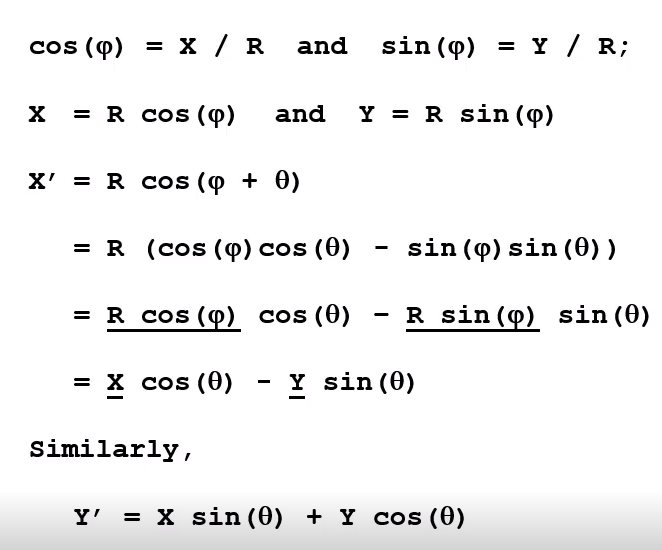 cos(φ) = X / R and sin(φ) = Y / R;
X = R cos(φ) and Y = R sin(φ)
X′ = R cos(φ + θ)
= R (cos(φ)cos(θ) - sin(φ)sin(θ))
= R cos(φ) cos(θ) – R sin(φ) sin(θ)
= X cos(θ) - Y sin(θ)
Similarly,
Y′ = X sin(θ) + Y cos(θ)